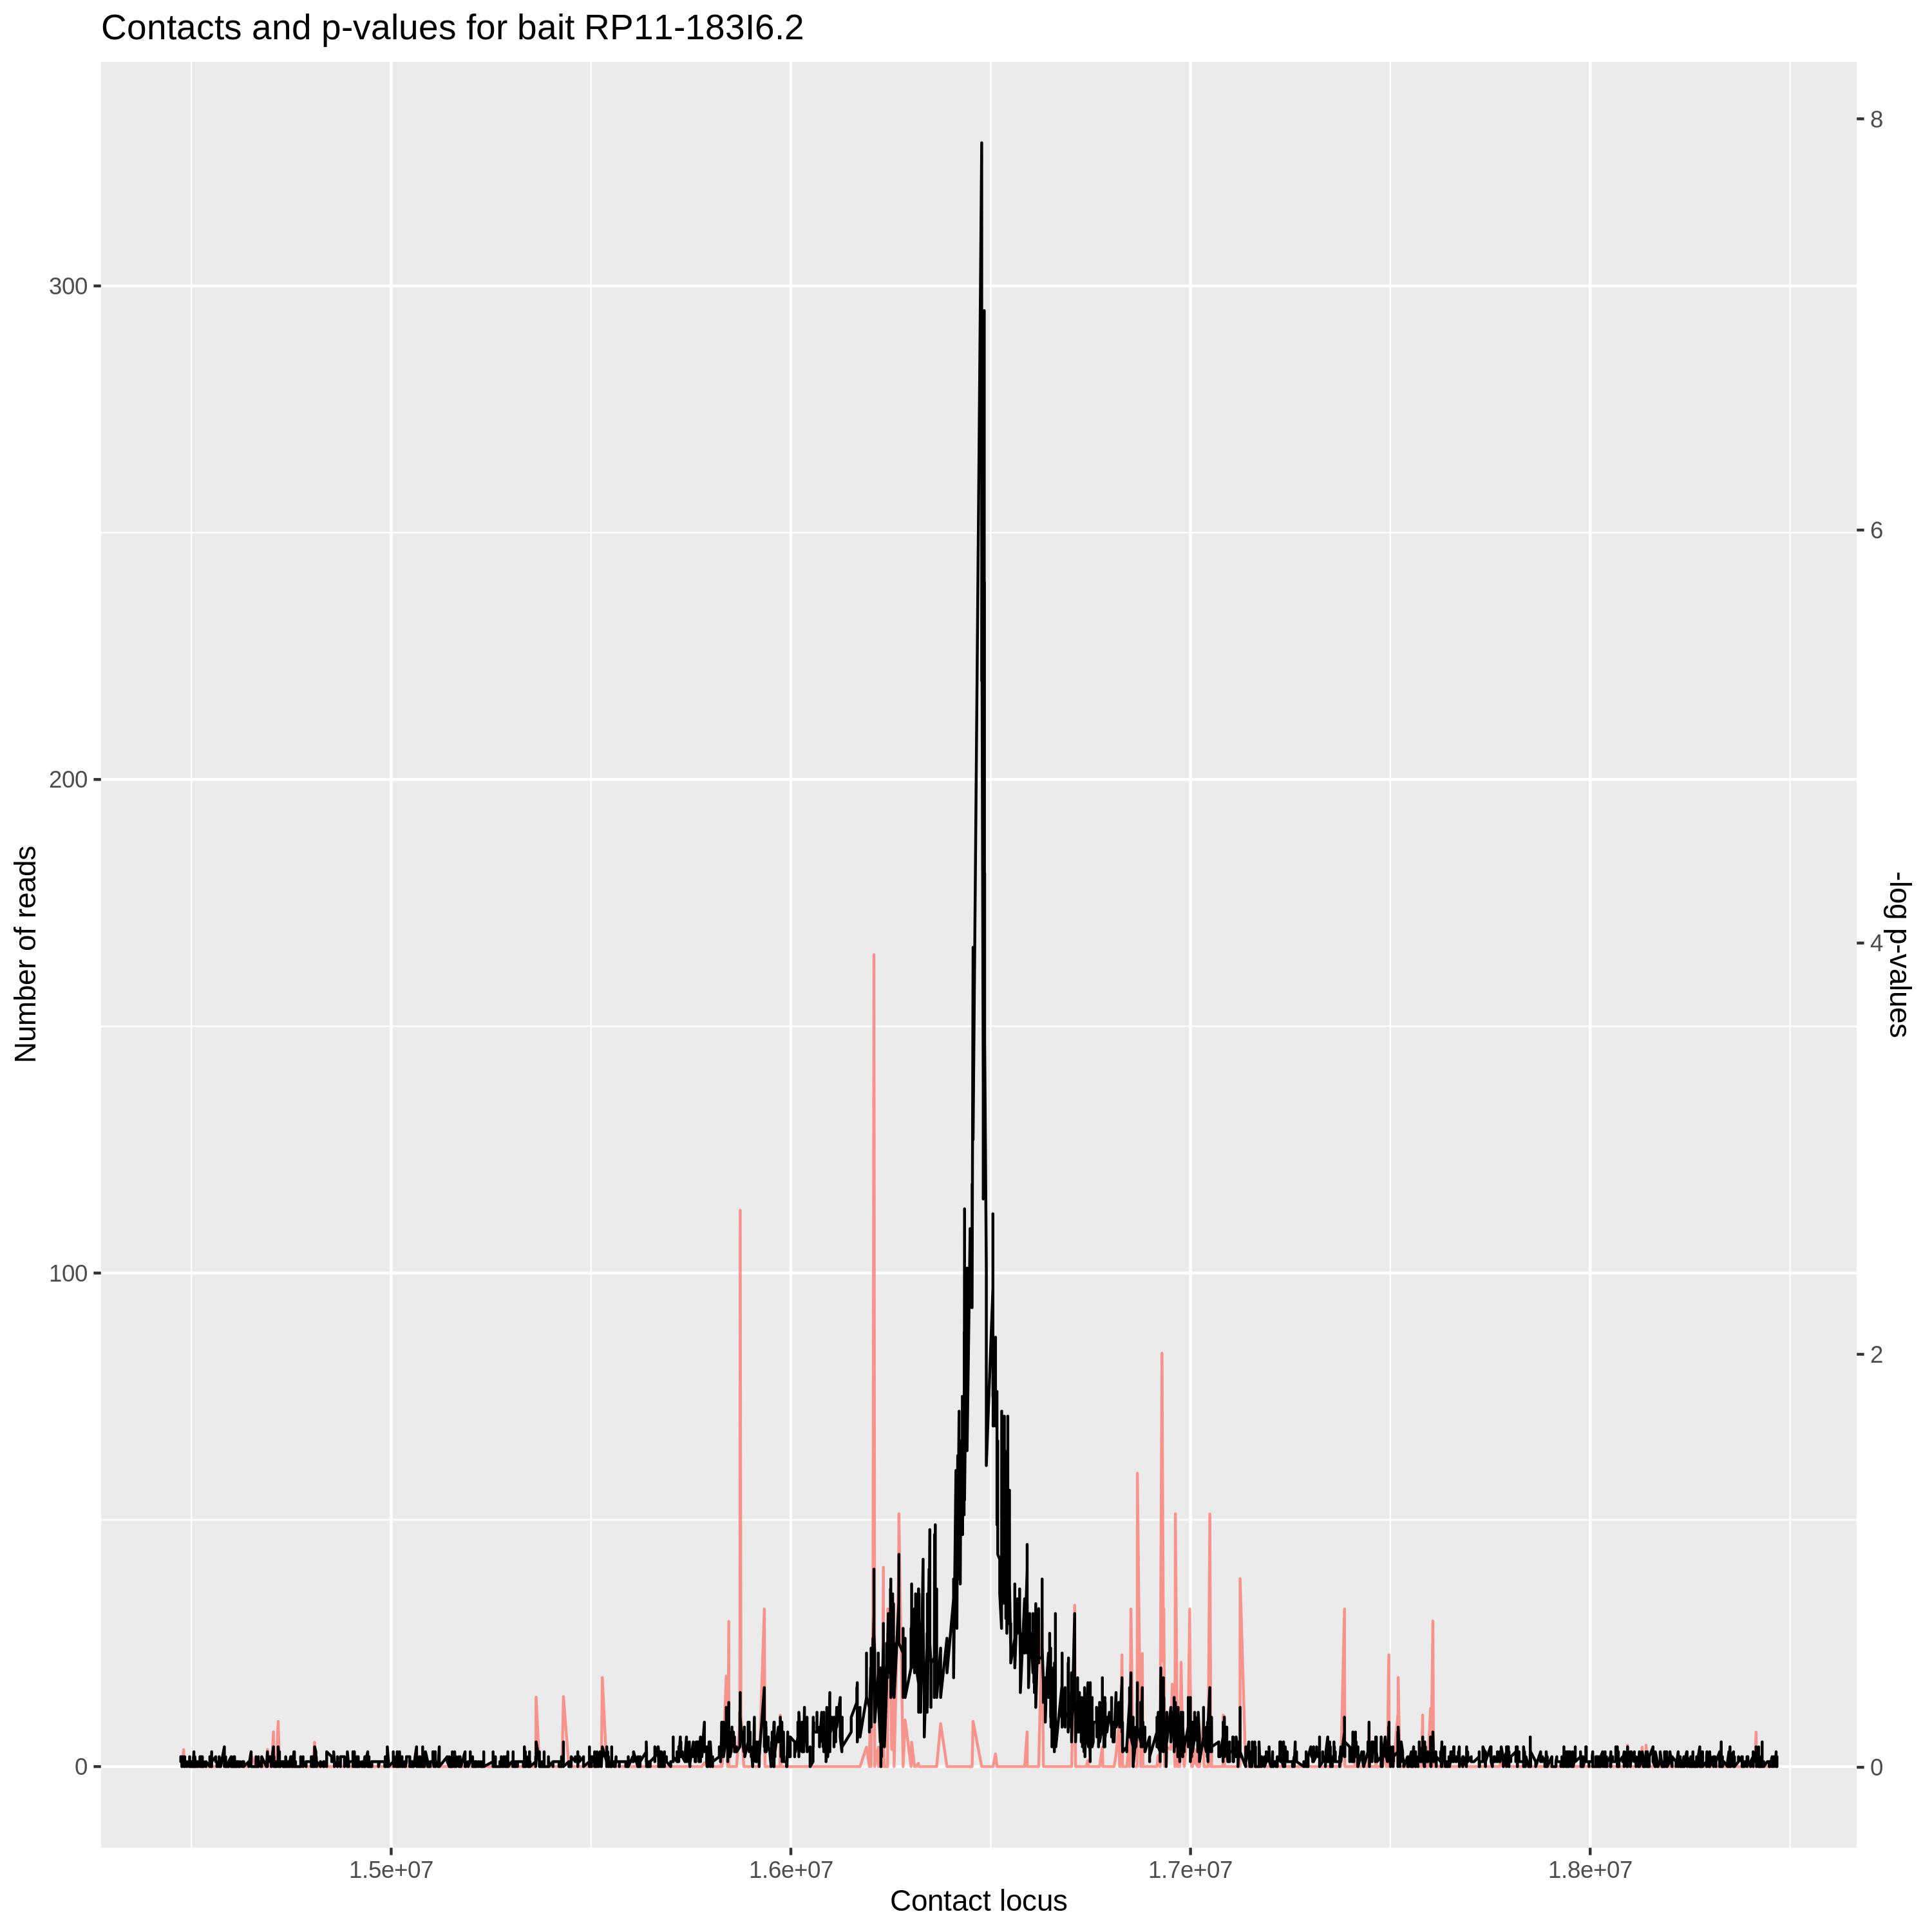 Contacts and p-values for bait RP11-183I6.2
Number of reads
300
200
100
0
8
6
4
2
0
-log p-values
1.5e+07 1.6e+07 1.7e+07 1.8e+07
Contact locus